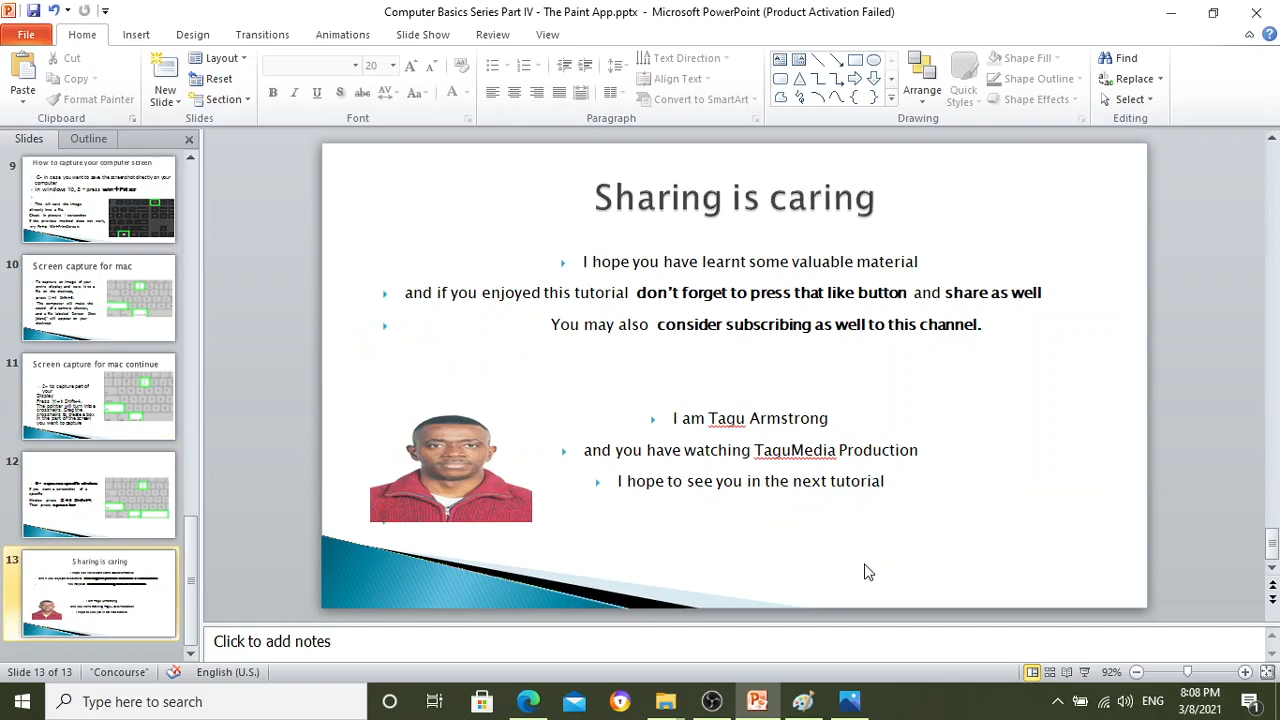 Computer Basics Series Part IV - The Paint App.pptx - Microsoft PowerPoint (Product Activation Failed)
File Home Insert Design Transitions Animations Slide Show Review View
Paste
Cut
Copy
Format Painter
Clipboard
New Slide
Layout
Reset
Section
Slides
20
Font
Text Direction
Align Text
Convert to SmartArt
Paragraph
Arrange
Quick Styles
Shape Fill
Shape Outline
Shape Effects
Drawing
Find
Replace
Select
Editing
Slides Outline
9
How to capture your computer screen
In windows 10,
10
Screen capture for mac
11
Screen capture for mac continue
12
13
Sharing is caring
Sharing is caring
I hope you have learnt some valuable material
and if you enjoyed this tutorial don't forget to press that like button and share as well
You may also consider subscribing as well to this channel.
I am Tagu Armstrong
and you have watching TaguMedia Production
I hope to see you in the next tutorial
Click to add notes
Slide 13 of 13 "Concourse" English (U.S.) 92%
Type here to search
ENG
8:08 PM
3/8/2021